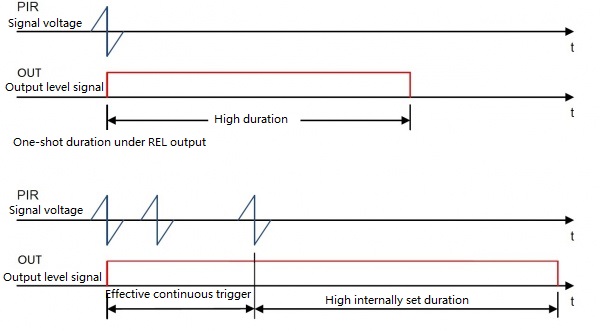 PIR
Signal voltage
t
OUT
Output level signal
t
High duration
One-shot duration under REL output
PIR
Signal voltage
t
OUT
Output level signal
t
Effective continuous trigger
High internally set duration